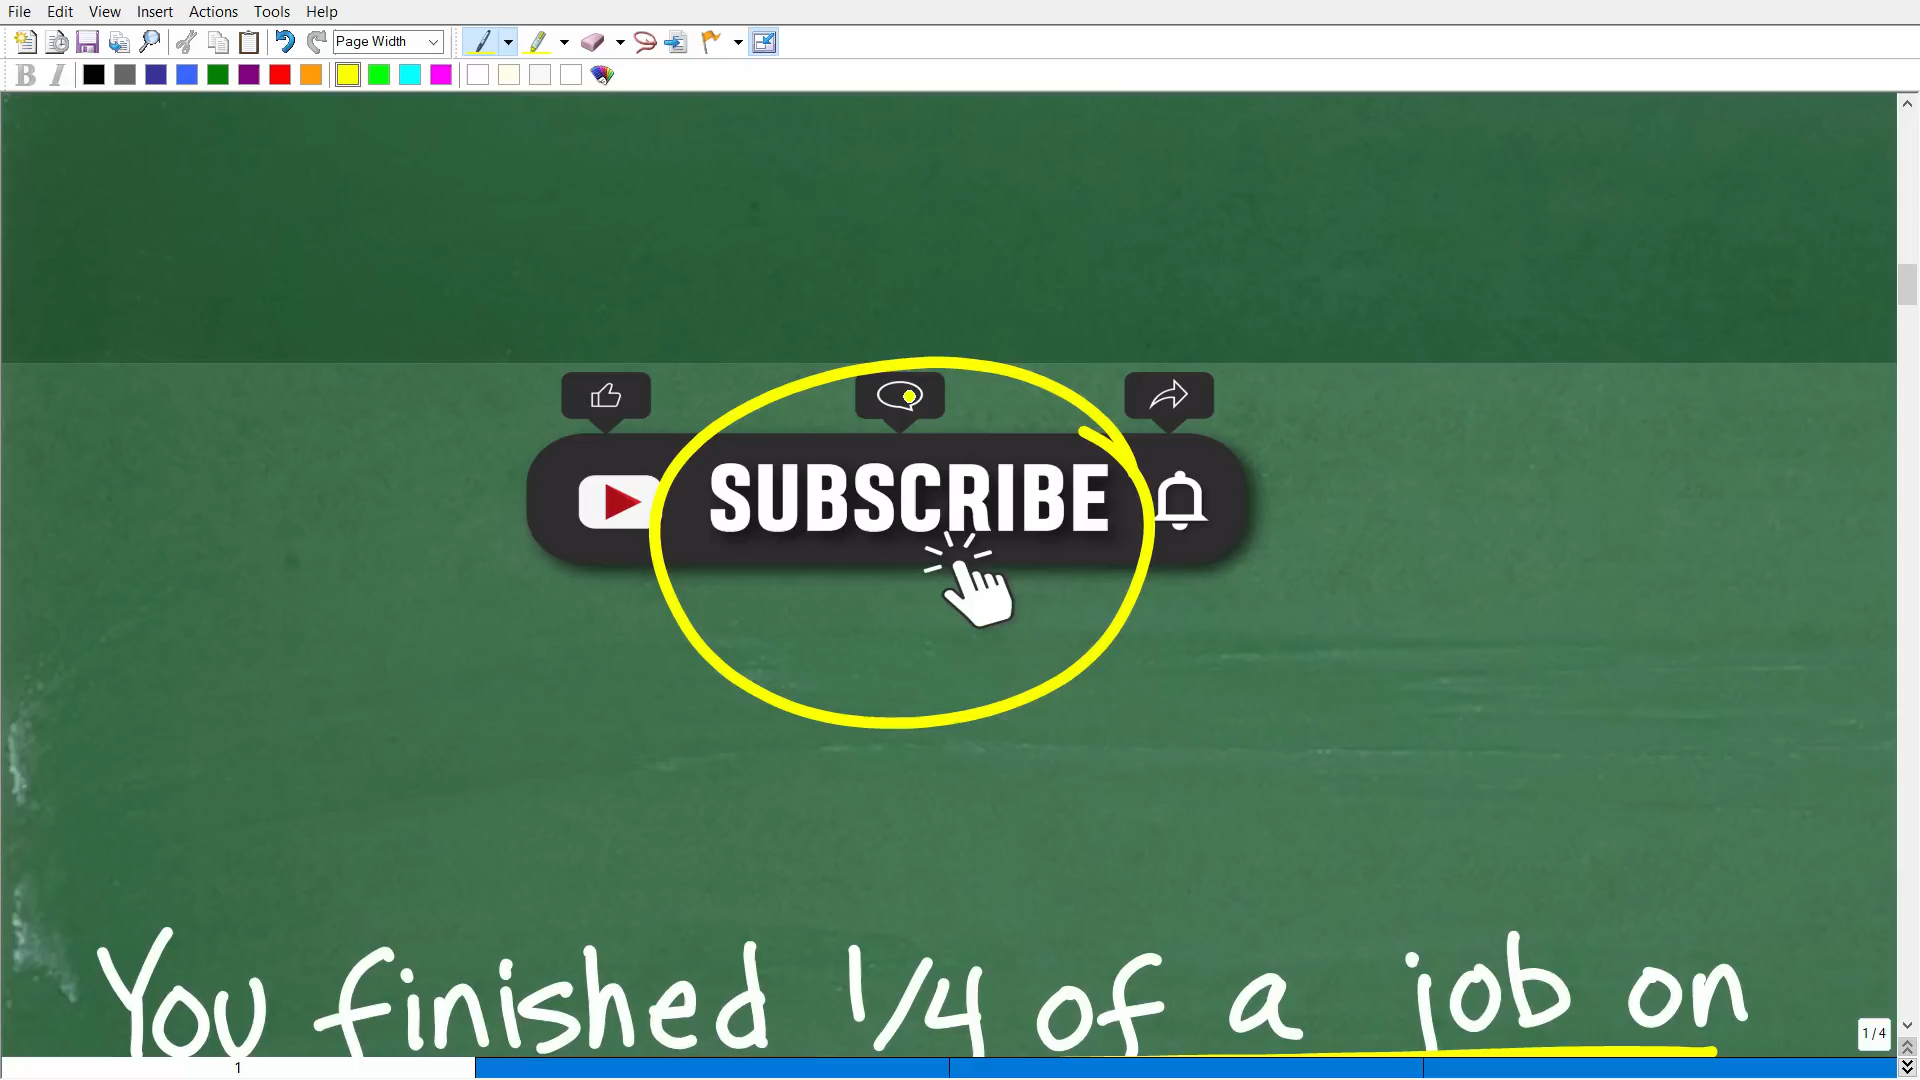 File Edit View Insert Actions Tools Help
Page Width
B I
SUBSCRIBE
You finished 1/4 of a job on
1/4
1